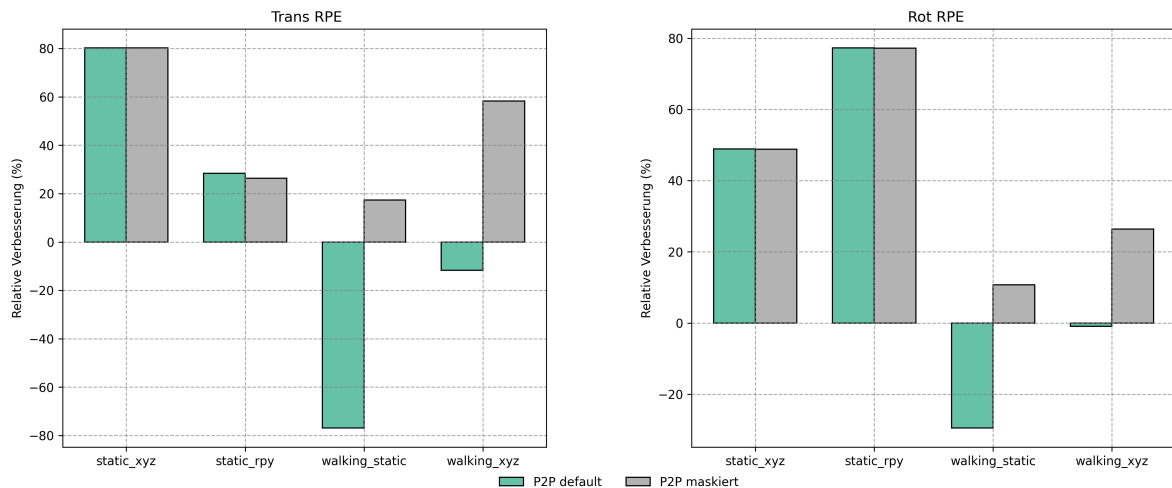 Trans RPE
Relative Verbesserung (%)
80
60
40
20
0
−20
−40
−60
−80
static_xyz
static_rpy
walking_static
walking_xyz
Rot RPE
Relative Verbesserung (%)
80
60
40
20
0
−20
static_xyz
static_rpy
walking_static
walking_xyz
P2P default
P2P maskiert